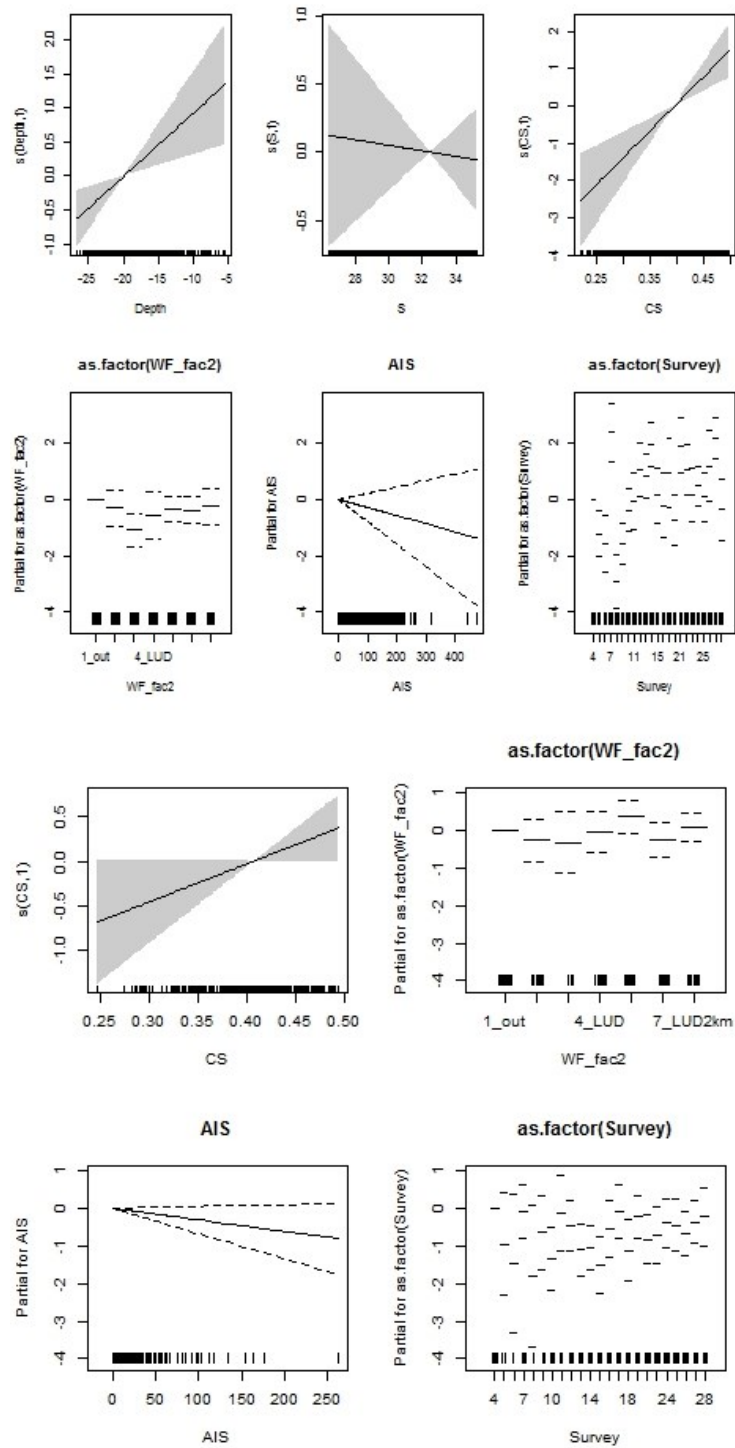 s(Depth,1)
-1.0 0.0 0.5 1.0 1.5 2.0
-25 -20 -15 -10 -5
Depth
s(S,1)
-0.5 0.0 0.5 1.0
28 30 32 34
S
s(CS,1)
-4 -3 -2 -1 0 1 2
0.25 0.35 0.45
CS
as.factor(WF_fac2)
Partial for as.factor(WF_fac2)
-4 -2 0 2
1_out 4_LUD
WF_fac2
AIS
Partial for AIS
-4 -2 0 2
0 100 200 300 400
AIS
as.factor(Survey)
Partial for as.factor(Survey)
-4 -2 0 2
4 7 11 15 21 25
Survey
s(CS,1)
-1.0 -0.5 0.0 0.5
0.25 0.30 0.35 0.40 0.45 0.50
CS
as.factor(WF_fac2)
Partial for as.factor(WF_fac2)
-4 -3 -2 -1 0 1
1_out 4_LUD 7_LUD2km
WF_fac2
AIS
Partial for AIS
-4 -3 -2 -1 0 1
0 50 100 150 200 250
AIS
as.factor(Survey)
Partial for as.factor(Survey)
-4 -3 -2 -1 0 1
4 7 10 14 18 21 24 28
Survey